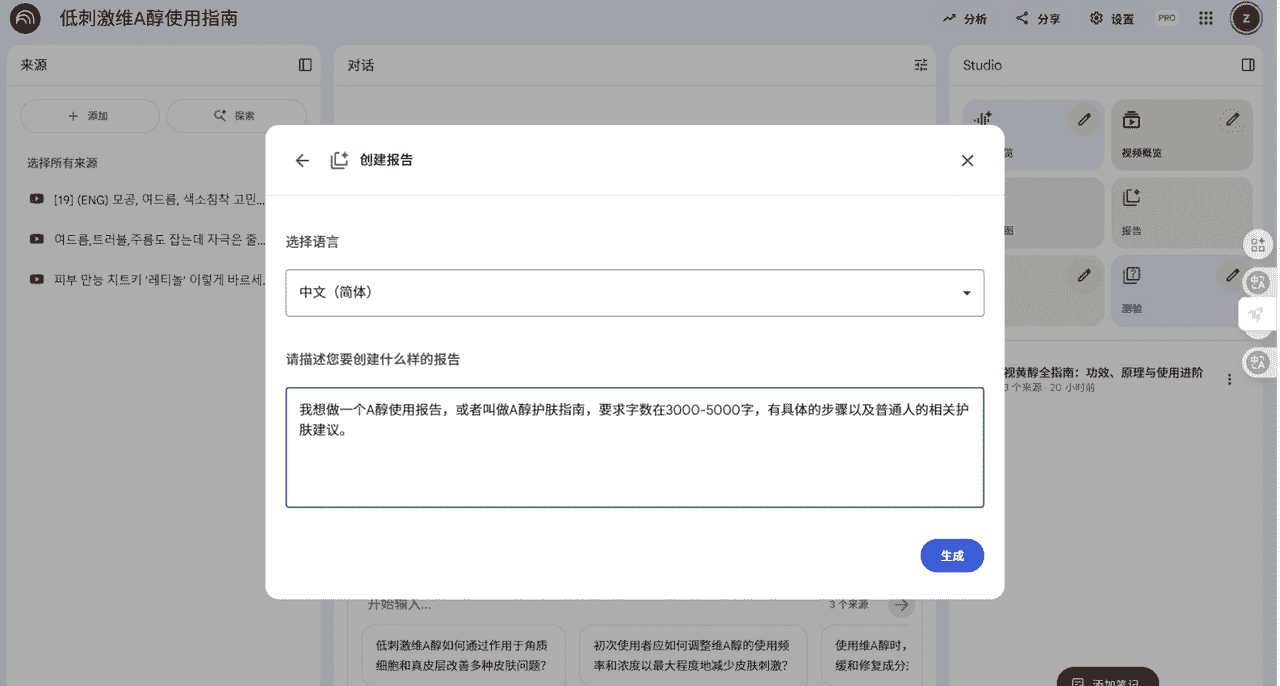 低刺激维A醇使用指南
分析
分享
设置
PRO
Z
来源
对话
Studio
添加
探索
选择所有来源
[19] (ENG) 모공, 여드름, 색소침착 고민...
여드름,트러블,주름도 잡는데 자극은 줄...
피부 만능 치트키 '레티놀' 이렇게 바르세...
创建报告
选择语言
中文（简体）
请描述您要创建什么样的报告
我想做一个A醇使用报告，或者叫做A醇护肤指南，要求字数在3000-5000字，有具体的步骤以及普通人的相关护
肤建议。
生成
览
视频概览
图
报告
测验
视黄醇全指南：功效、原理与使用进阶
3 个来源 · 20 小时前
开始输入...
3 个来源
低刺激维A醇如何通过作用于角质
细胞和真皮层改善多种皮肤问题？
初次使用者应如何调整维A醇的使用频
率和浓度以最大程度地减少皮肤刺激？
使用维A醇时，
缓和修复成分
添加笔记